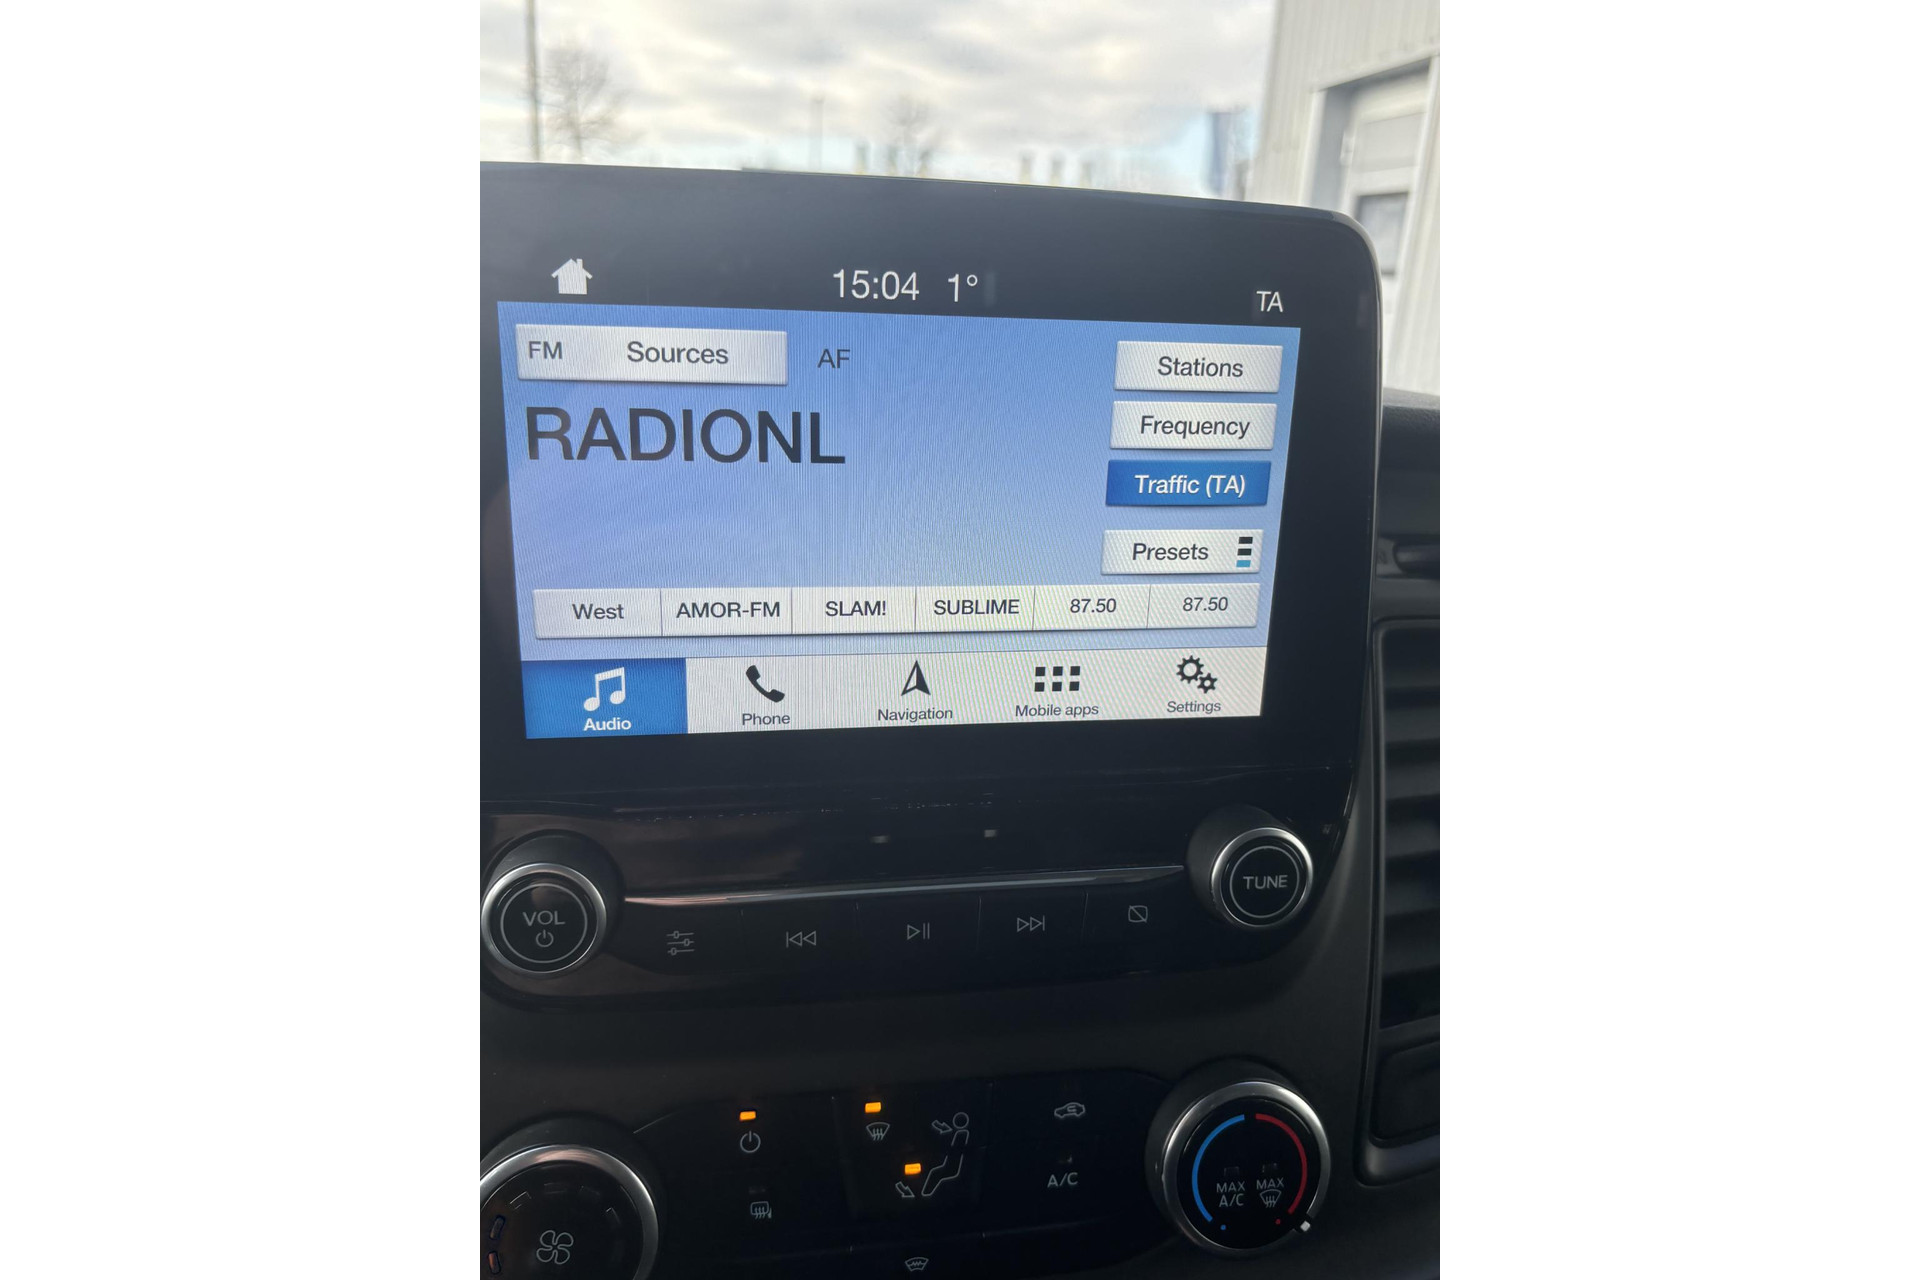 15:04 1° TA
FM Sources AF Stations
RADIONL Frequency
Traffic (TA)
Presets
West AMOR-FM SLAM! SUBLIME 87.50 87.50
Audio Phone Navigation Mobile apps Settings
VOL TUNE
A/C
MAX A/C MAX